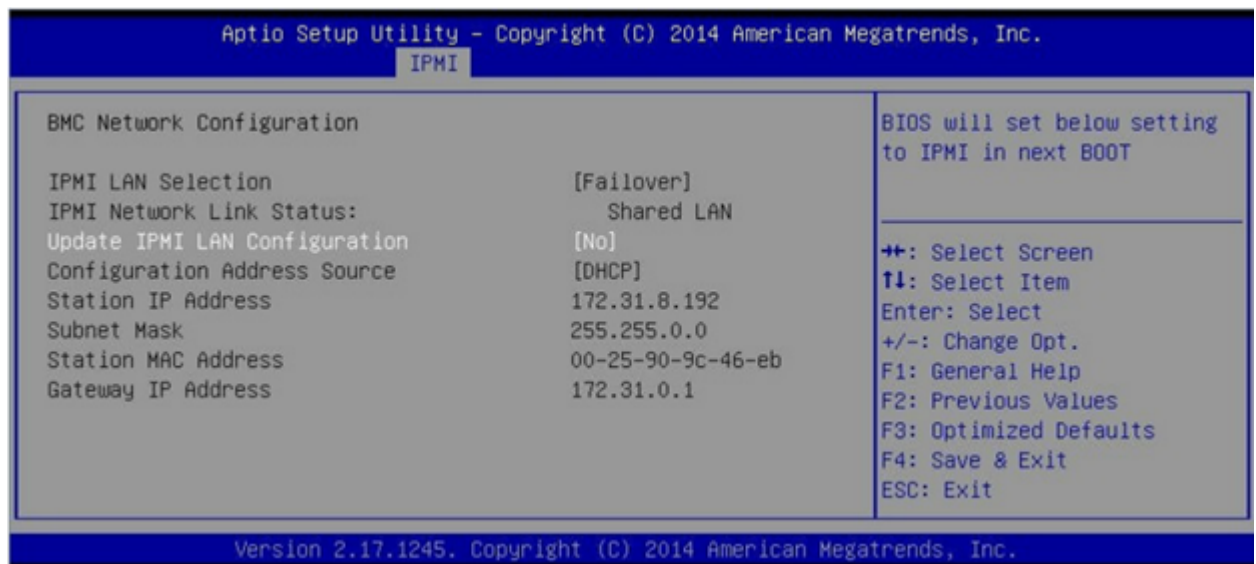 Aptio Setup Utility – Copyright (C) 2014 American Megatrends, Inc.
IPMI
BMC Network Configuration
IPMI LAN Selection [Failover]
IPMI Network Link Status: Shared LAN
Update IPMI LAN Configuration [No]
Configuration Address Source [DHCP]
Station IP Address 172.31.8.192
Subnet Mask 255.255.0.0
Station MAC Address 00-25-90-9c-46-eb
Gateway IP Address 172.31.0.1
BIOS will set below setting
to IPMI in next BOOT
→←: Select Screen
↑↓: Select Item
Enter: Select
+/-: Change Opt.
F1: General Help
F2: Previous Values
F3: Optimized Defaults
F4: Save & Exit
ESC: Exit
Version 2.17.1245. Copyright (C) 2014 American Megatrends, Inc.